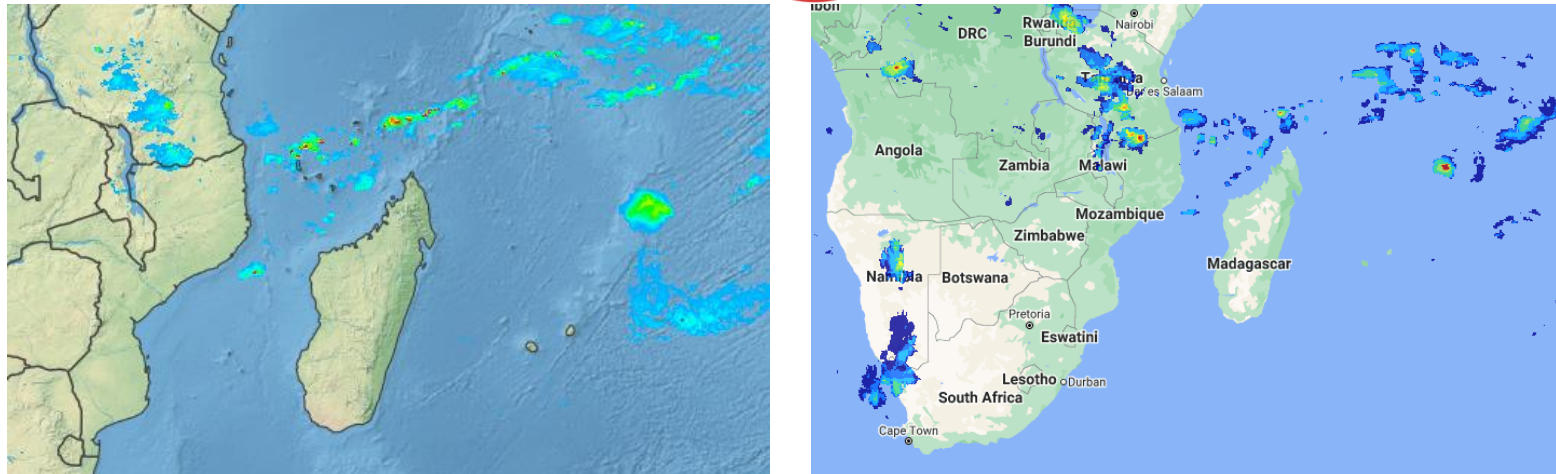 Nairobi
DRC
Burundi
Dar es Salaam
Angola
Zambia
Malawi
Mozambique
Zimbabwe
Madagascar
Namibia
Botswana
Pretoria
Eswatini
Lesotho
Durban
South Africa
Cape Town